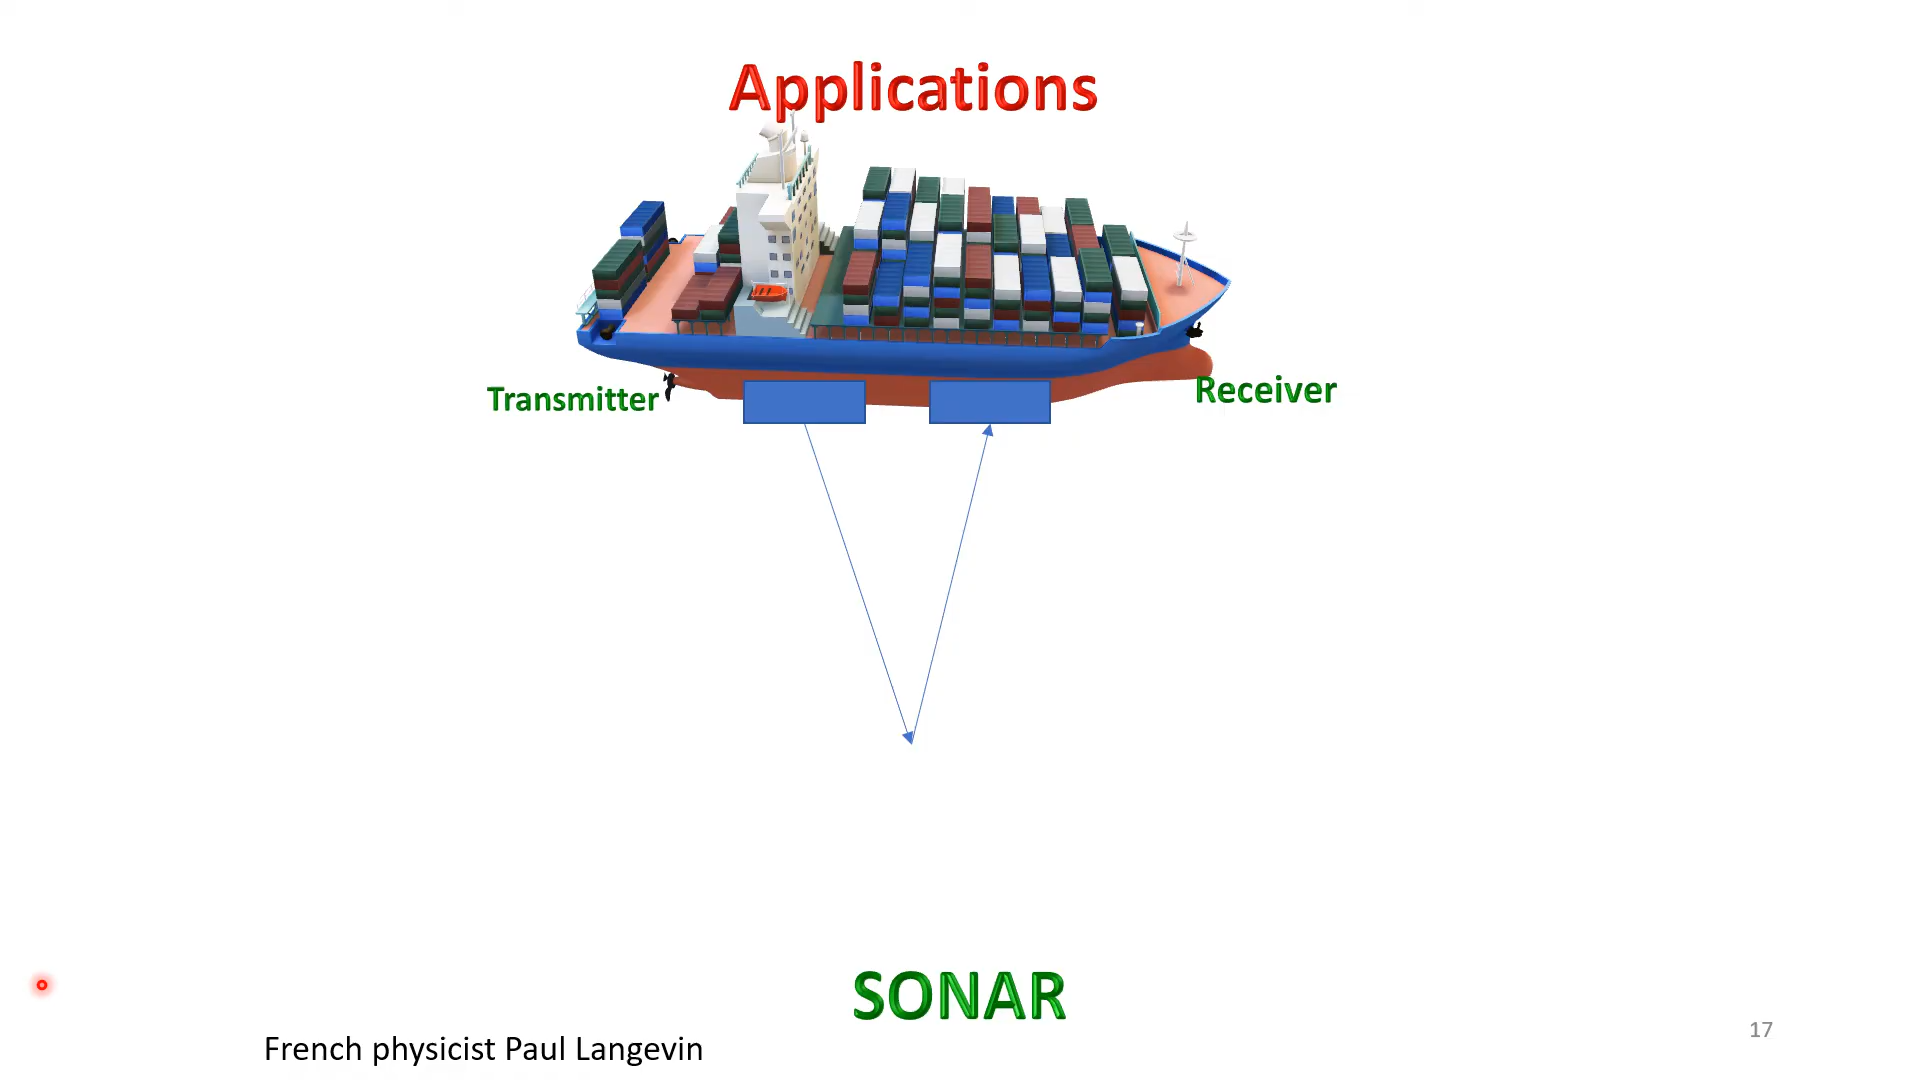 Applications
Transmitter
Receiver
SONAR
French physicist Paul Langevin
17